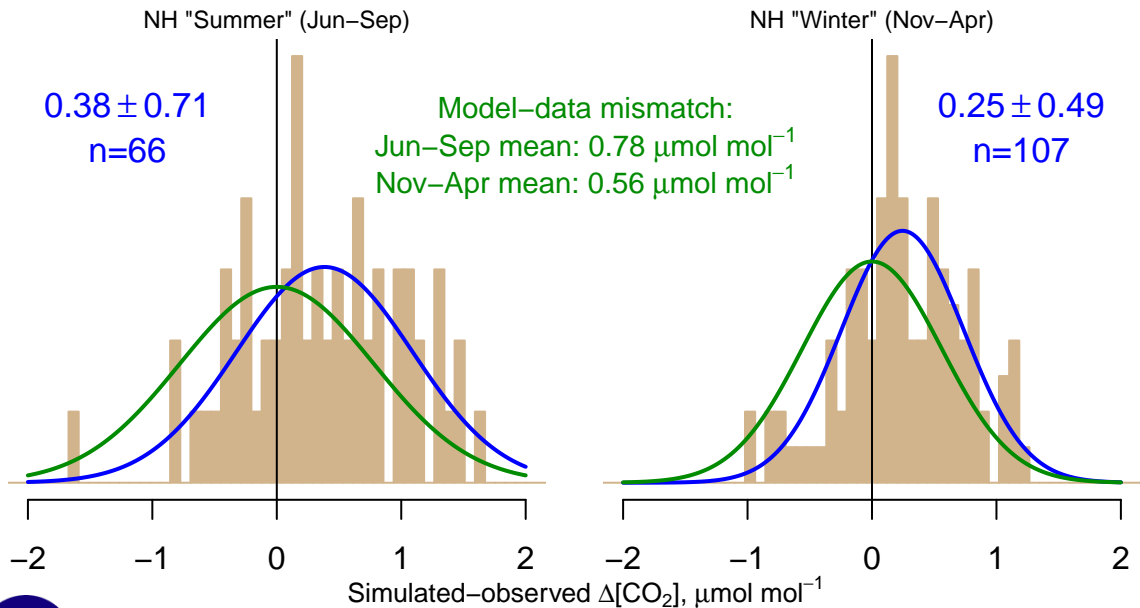 NH "Summer" (Jun−Sep)
0.38 ± 0.71
n=66
Model−data mismatch:
Jun−Sep mean: 0.78 μmol mol⁻¹
Nov−Apr mean: 0.56 μmol mol⁻¹
NH "Winter" (Nov−Apr)
0.25 ± 0.49
n=107
−2 −1 0 1 2
−2 −1 0 1 2
Simulated−observed Δ[CO₂], μmol mol⁻¹